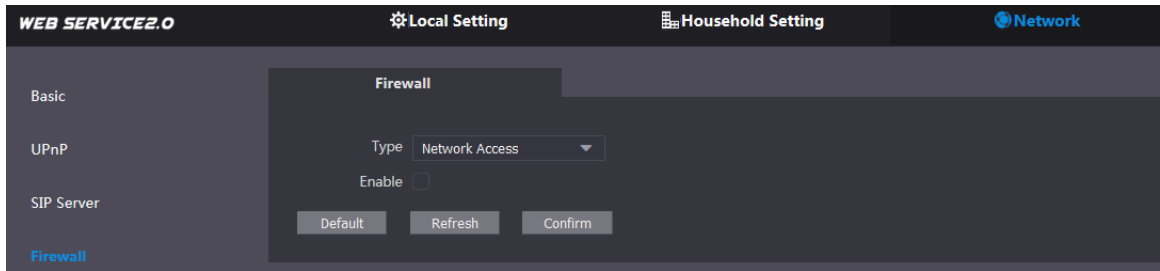 WEB SERVICE2.0 Local Setting Household Setting Network
Firewall
Basic
Type Network Access
UPnP
Enable
SIP Server
Default Refresh Confirm
Firewall